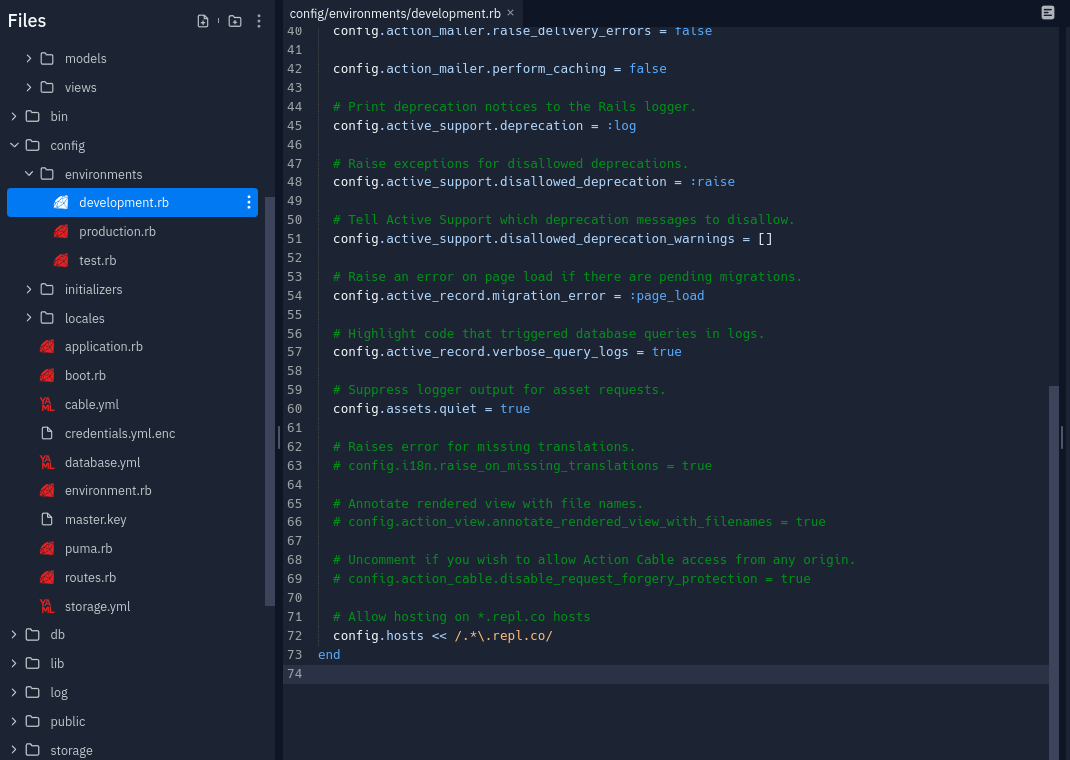 Files
models
views
bin
config
environments
development.rb
production.rb
test.rb
initializers
locales
application.rb
boot.rb
cable.yml
credentials.yml.enc
database.yml
environment.rb
master.key
puma.rb
routes.rb
storage.yml
db
lib
log
public
storage
config/environments/development.rb ×
40 config.action_mailer.raise_delivery_errors = false
41
42 config.action_mailer.perform_caching = false
43
44 # Print deprecation notices to the Rails logger.
45 config.active_support.deprecation = :log
46
47 # Raise exceptions for disallowed deprecations.
48 config.active_support.disallowed_deprecation = :raise
49
50 # Tell Active Support which deprecation messages to disallow.
51 config.active_support.disallowed_deprecation_warnings = []
52
53 # Raise an error on page load if there are pending migrations.
54 config.active_record.migration_error = :page_load
55
56 # Highlight code that triggered database queries in logs.
57 config.active_record.verbose_query_logs = true
58
59 # Suppress logger output for asset requests.
60 config.assets.quiet = true
61
62 # Raises error for missing translations.
63 # config.i18n.raise_on_missing_translations = true
64
65 # Annotate rendered view with file names.
66 # config.action_view.annotate_rendered_view_with_filenames = true
67
68 # Uncomment if you wish to allow Action Cable access from any origin.
69 # config.action_cable.disable_request_forgery_protection = true
70
71 # Allow hosting on *.repl.co hosts
72 config.hosts << /.*\.repl.co/
73 end
74